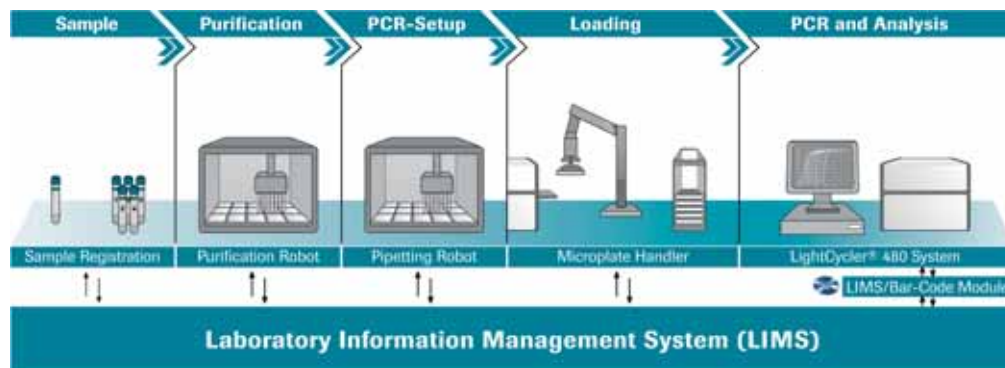 Sample
Purification
PCR-Setup
Loading
PCR and Analysis
Sample Registration
Purification Robot
Pipetting Robot
Microplate Handler
LightCycler® 480 System
LIMS/Bar-Code Module
Laboratory Information Management System (LIMS)